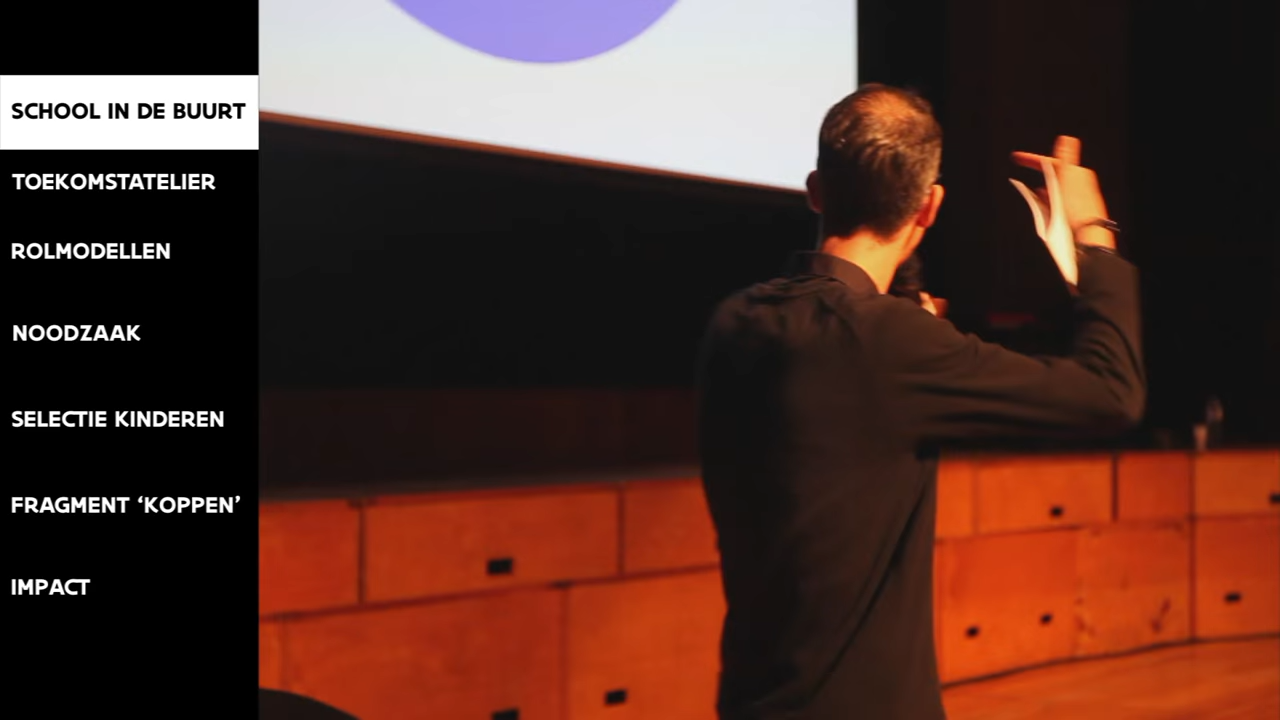 SCHOOL IN DE BUURT
TOEKOMSTATELIER
ROLMODELLEN
NOODZAAK
SELECTIE KINDEREN
FRAGMENT ‘KOPPEN’
IMPACT